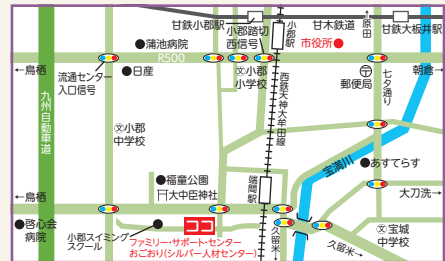 甘鉄小郡駅
小郡踏切
西信号
小郡駅
甘木鉄道
原田
甘鉄大板井駅
蒲池病院
市役所
R500
←鳥栖
日産
流通センター
入口信号
小郡
小学校
郵便局
朝倉→
七夕通り
西鉄天神大牟田線
九州自動車道
小郡
中学校
宝満川
あすてらす
福童公園
大中臣神社
端間駅
←鳥栖
大刀洗→
啓心会
病院
小郡スイミング
スクール
ココ
ファミリー・サポート・センター
おごおり(シルバー人材センター)
久留米↓
久留米→
宝城
中学校